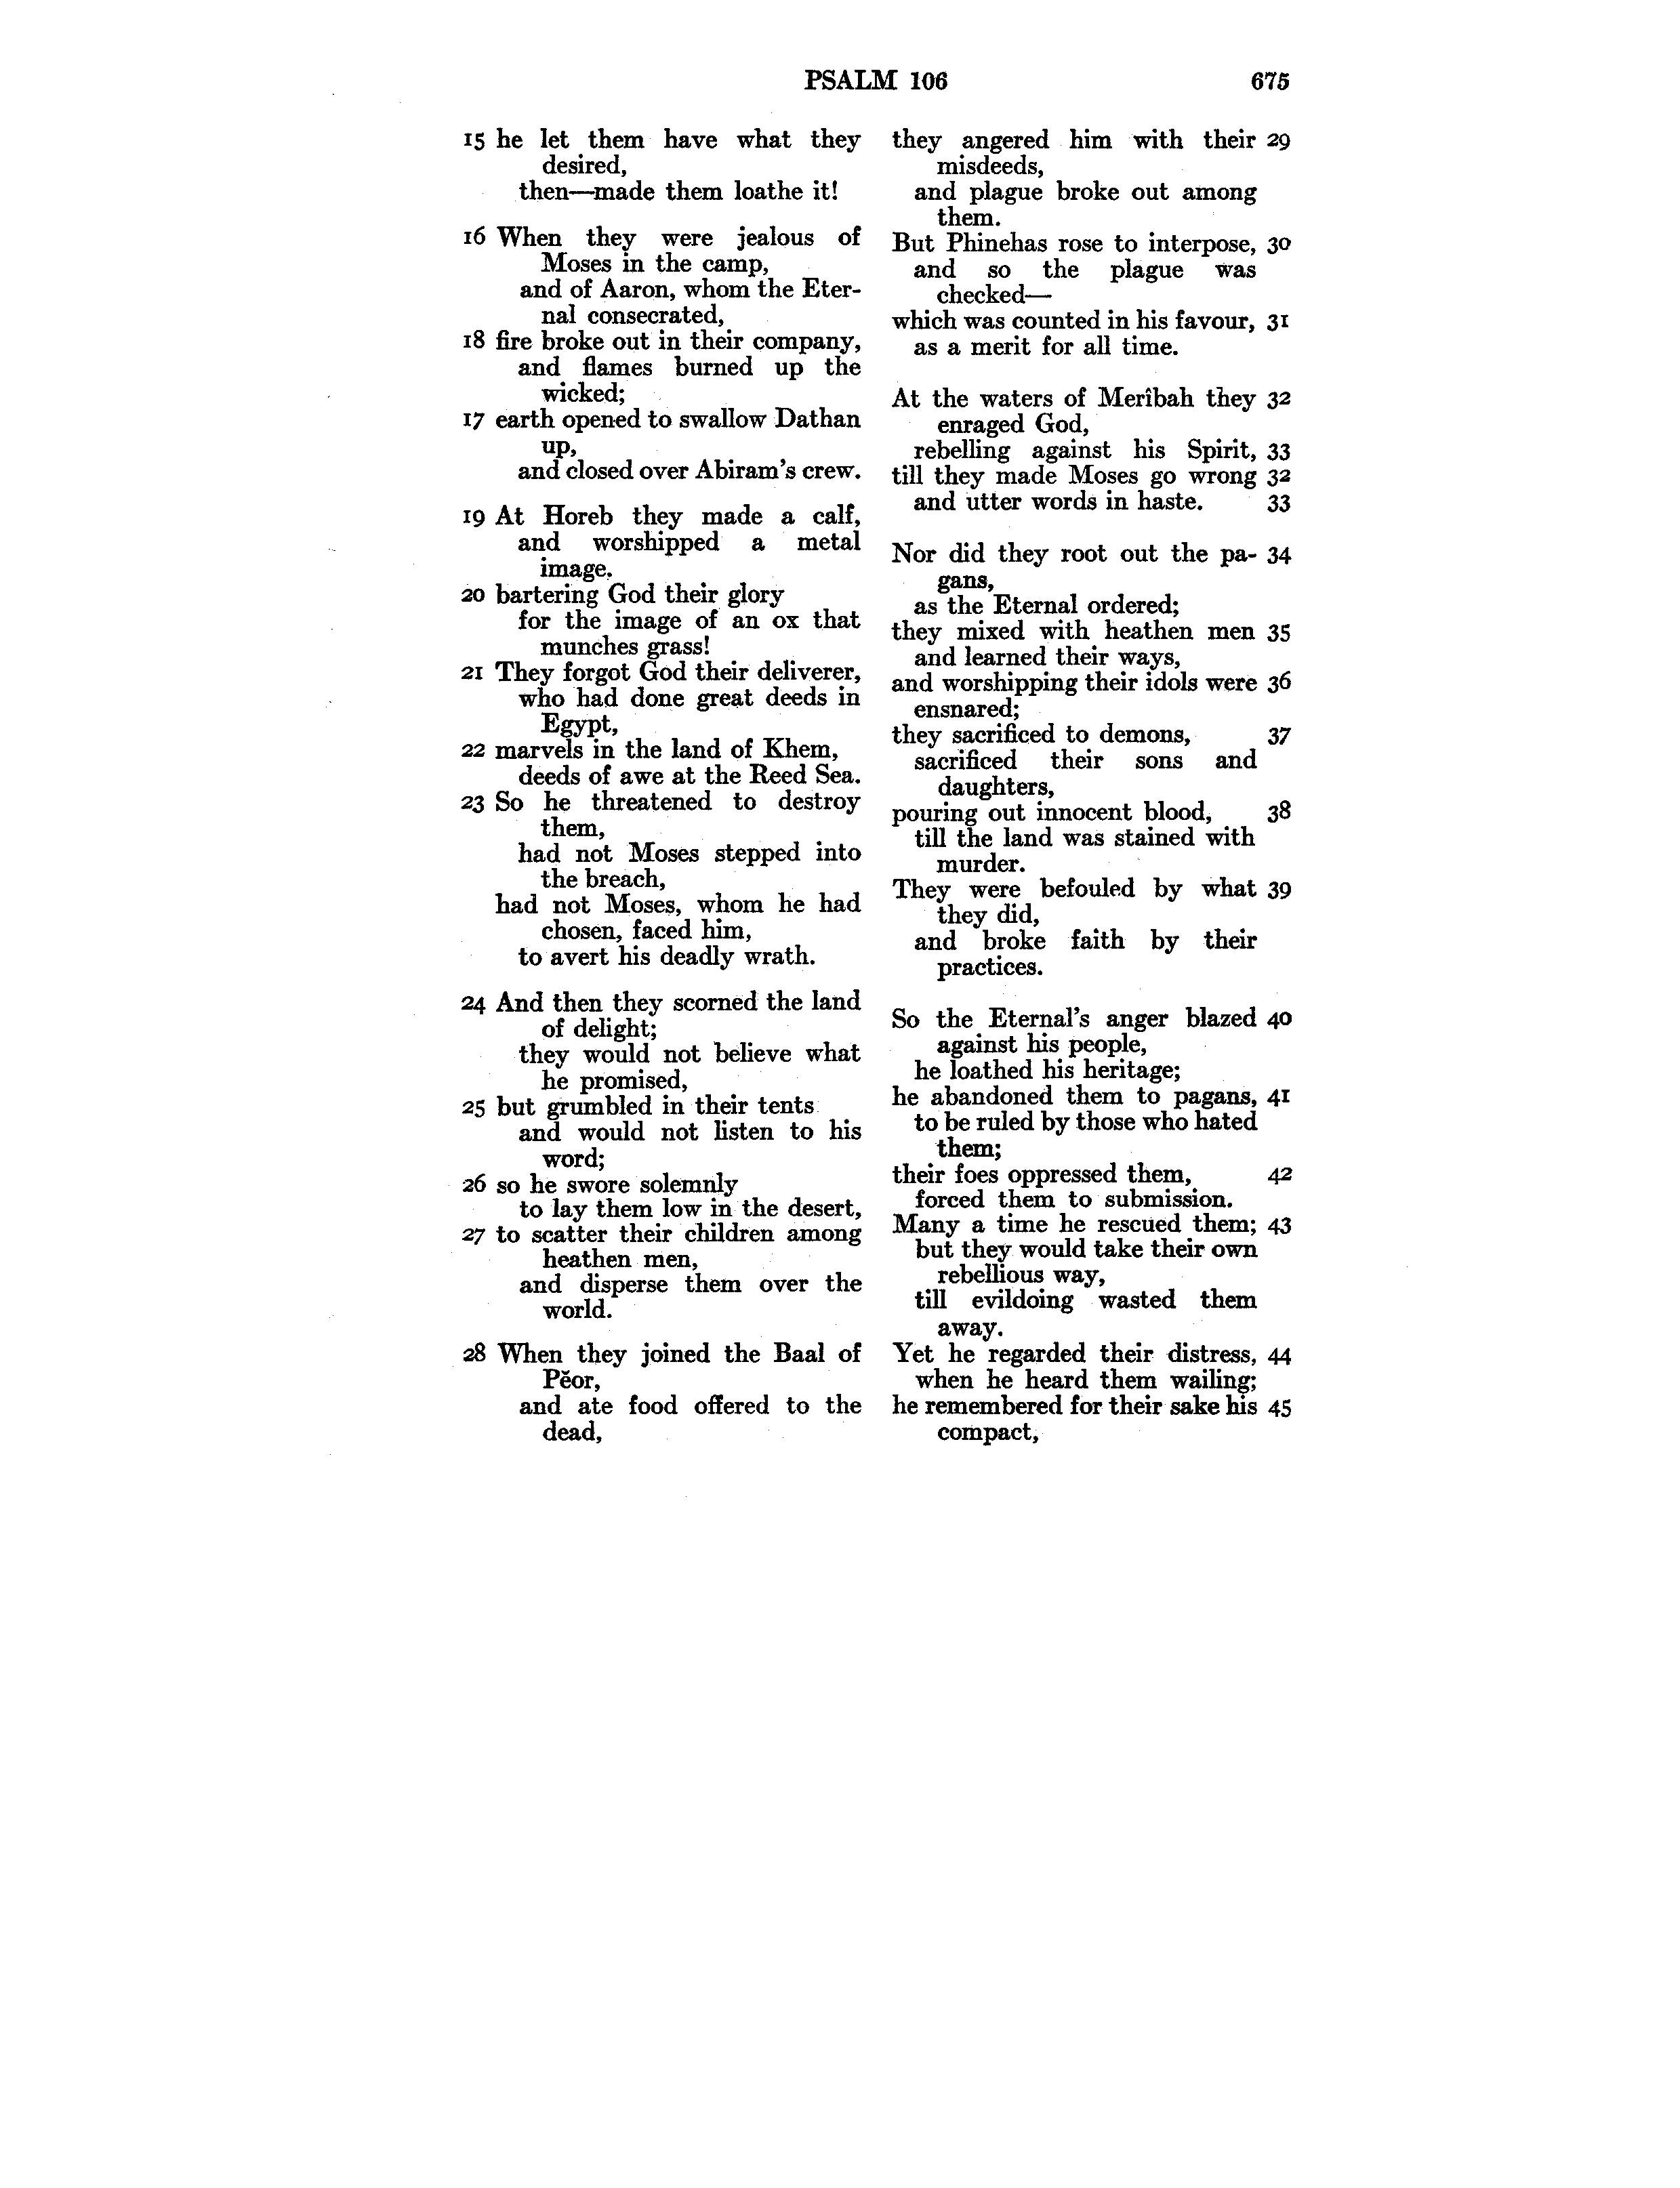 PSALM 106 675
15 he let them have what they
desired,
then—made them loathe it!
16 When they were jealous of
Moses in the camp,
and of Aaron, whom the Eter-
nal consecrated,
18 fire broke out in their company,
and flames burned up the
wicked;
17 earth opened to swallow Dathan
up,
and closed over Abiram's crew.
19 At Horeb they made a calf,
and worshipped a metal
image.
20 bartering God their glory
for the image of an ox that
munches grass!
21 They forgot God their deliverer,
who had done great deeds in
Egypt,
22 marvels in the land of Khem,
deeds of awe at the Reed Sea.
23 So he threatened to destroy
them,
had not Moses stepped into
the breach,
had not Moses, whom he had
chosen, faced him,
to avert his deadly wrath.
24 And then they scorned the land
of delight;
they would not believe what
he promised,
25 but grumbled in their tents
and would not listen to his
word;
26 so he swore solemnly
to lay them low in the desert,
27 to scatter their children among
heathen men,
and disperse them over the
world.
28 When they joined the Baal of
Pĕor,
and ate food offered to the
dead,
they angered him with their 29
misdeeds,
and plague broke out among
them.
But Phinehas rose to interpose, 30
and so the plague was
checked—
which was counted in his favour, 31
as a merit for all time.
At the waters of Merîbah they 32
enraged God,
rebelling against his Spirit, 33
till they made Moses go wrong 32
and utter words in haste. 33
Nor did they root out the pa- 34
gans,
as the Eternal ordered;
they mixed with heathen men 35
and learned their ways,
and worshipping their idols were 36
ensnared;
they sacrificed to demons, 37
sacrificed their sons and
daughters,
pouring out innocent blood, 38
till the land was stained with
murder.
They were befouled by what 39
they did,
and broke faith by their
practices.
So the Eternal's anger blazed 40
against his people,
he loathed his heritage;
he abandoned them to pagans, 41
to be ruled by those who hated
them;
their foes oppressed them, 42
forced them to submission.
Many a time he rescued them; 43
but they would take their own
rebellious way,
till evildoing wasted them
away.
Yet he regarded their distress, 44
when he heard them wailing;
he remembered for their sake his 45
compact,